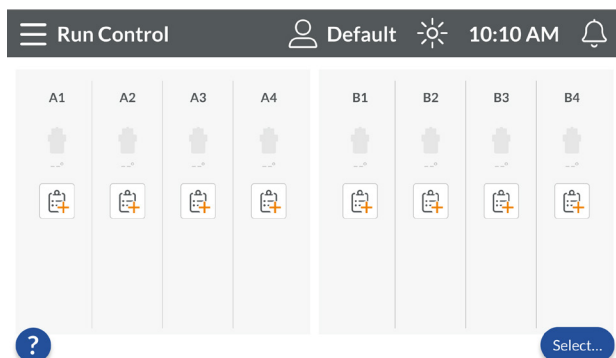 Run Control Default 10:10 AM
A1 A2 A3 A4 B1 B2 B3 B4
--° --° --° --° --° --° --° --°
? Select...